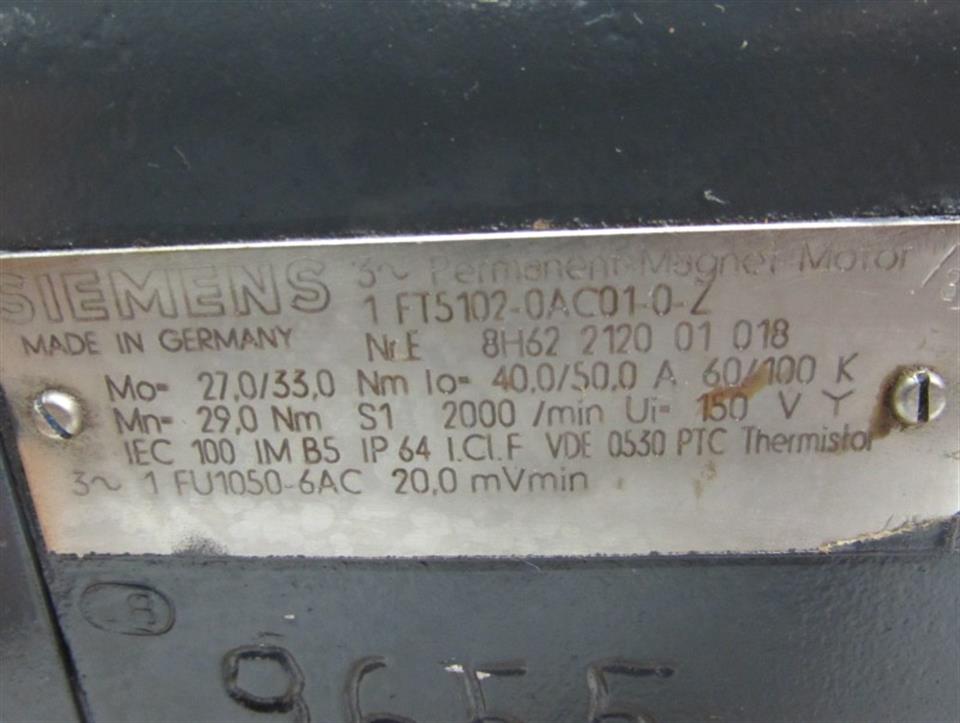 SIEMENS 3~ Permanent-Magnet-Motor
1 FT5102-0AC01-0-Z
MADE IN GERMANY Nr.E 8H62 2120 01 018
Mo= 27,0/33,0 Nm Io= 40,0/50,0 A 60/100 K
Mn= 29,0 Nm S1 2000 /min Ui= 150 V Y
IEC 100 IM B5 IP 64 I.Cl.F VDE 0530 PTC Thermistor
3~ 1 FU1050-6AC 20,0 mVmin
8